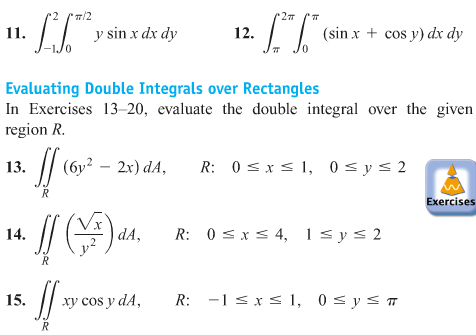 11. ∫₋₁² ∫₀^(π/2) y sin x dx dy 12. ∫_π^(2π) ∫₀^π (sin x + cos y) dx dy
Evaluating Double Integrals over Rectangles
In Exercises 13–20, evaluate the double integral over the given
region R.
13. ∬_R (6y² − 2x) dA, R: 0 ≤ x ≤ 1, 0 ≤ y ≤ 2
Exercises
14. ∬_R (√x / y²) dA, R: 0 ≤ x ≤ 4, 1 ≤ y ≤ 2
15. ∬_R xy cos y dA, R: −1 ≤ x ≤ 1, 0 ≤ y ≤ π